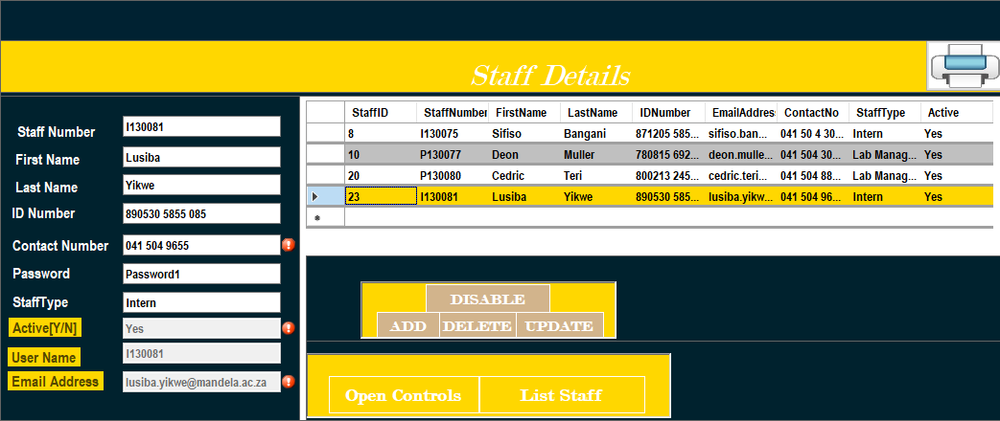 Staff Details
Staff Number I130081
First Name Lusiba
Last Name Yikwe
ID Number 890530 5855 085
Contact Number 041 504 9655
Password Password1
StaffType Intern
Active[Y/N] Yes
User Name I130081
Email Address lusiba.yikwe@mandela.ac.za
StaffID StaffNumber FirstName LastName IDNumber EmailAddress ContactNo StaffType Active
8 I130075 Sifiso Bangani 871205 585... sifiso.ban... 041 50 4 30... Intern Yes
10 P130077 Deon Muller 780815 692... deon.mulle... 041 504 30... Lab Manag... Yes
20 P130080 Cedric Teri 800213 245... cedric.teri... 041 504 88... Lab Manag... Yes
23 I130081 Lusiba Yikwe 890530 585... lusiba.yikw... 041 504 96... Intern Yes
*
DISABLE
ADD DELETE UPDATE
Open Controls List Staff